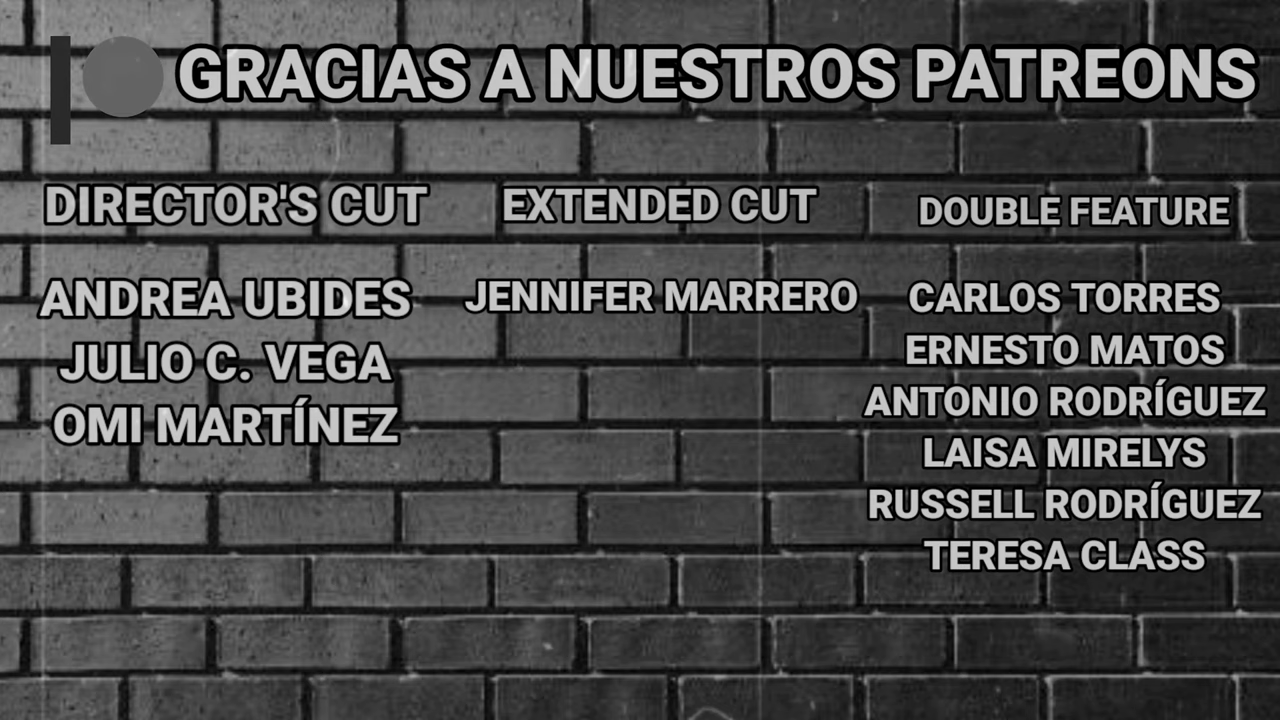 GRACIAS A NUESTROS PATREONS
DIRECTOR'S CUT
ANDREA UBIDES
JULIO C. VEGA
OMI MARTÍNEZ
EXTENDED CUT
JENNIFER MARRERO
DOUBLE FEATURE
CARLOS TORRES
ERNESTO MATOS
ANTONIO RODRÍGUEZ
LAISA MIRELYS
RUSSELL RODRÍGUEZ
TERESA CLASS